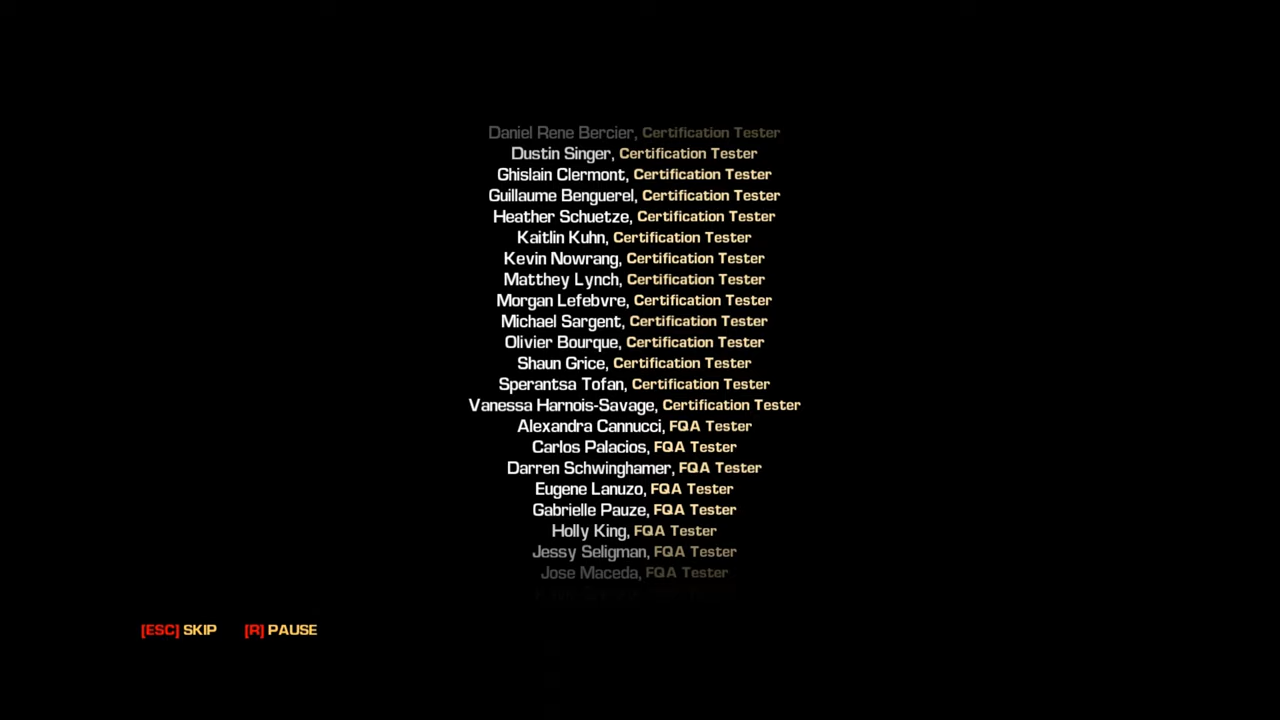 Daniel Rene Bercier, Certification Tester
Dustin Singer, Certification Tester
Ghislain Clermont, Certification Tester
Guillaume Benguerel, Certification Tester
Heather Schuetze, Certification Tester
Kaitlin Kuhn, Certification Tester
Kevin Nowrang, Certification Tester
Matthey Lynch, Certification Tester
Morgan Lefebvre, Certification Tester
Michael Sargent, Certification Tester
Olivier Bourque, Certification Tester
Shaun Grice, Certification Tester
Sperantsa Tofan, Certification Tester
Vanessa Harnois-Savage, Certification Tester
Alexandra Cannucci, FQA Tester
Carlos Palacios, FQA Tester
Darren Schwinghamer, FQA Tester
Eugene Lanuzo, FQA Tester
Gabrielle Pauze, FQA Tester
Holly King, FQA Tester
Jessy Seligman, FQA Tester
Jose Maceda, FQA Tester
[ESC] SKIP [R] PAUSE